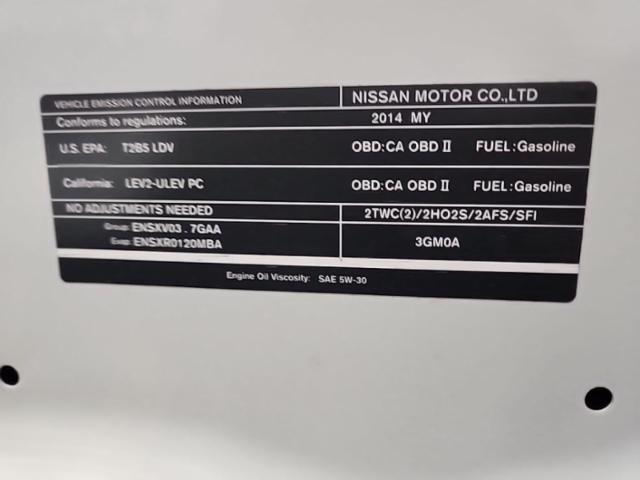 VEHICLE EMISSION CONTROL INFORMATION NISSAN MOTOR CO.,LTD
Conforms to regulations: 2014 MY
U.S. EPA: T2B5 LDV OBD:CA OBD II FUEL:Gasoline
California: LEV2-ULEV PC OBD:CA OBD II FUEL:Gasoline
NO ADJUSTMENTS NEEDED 2TWC(2)/2HO2S/2AFS/SFI
Group: ENSXV03.7GAA
Evap: ENSXR0120MBA 3GM0A
Engine Oil Viscosity: SAE 5W-30